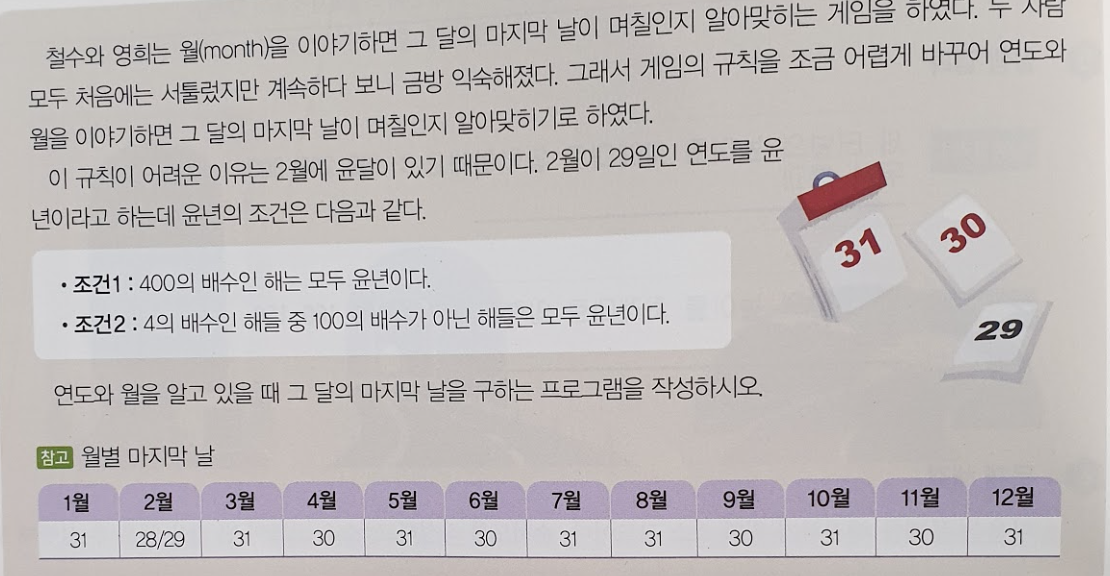 철수와 영희는 월(month)을 이야기하면 그 달의 마지막 날이 며칠인지 알아맞히는 게임을 하였다. 두 사람
모두 처음에는 서툴렀지만 계속하다 보니 금방 익숙해졌다. 그래서 게임의 규칙을 조금 어렵게 바꾸어 연도와
월을 이야기하면 그 달의 마지막 날이 며칠인지 알아맞히기로 하였다.
이 규칙이 어려운 이유는 2월에 윤달이 있기 때문이다. 2월이 29일인 연도를 윤
년이라고 하는데 윤년의 조건은 다음과 같다.
31
30
29
• 조건1 : 400의 배수인 해는 모두 윤년이다.
• 조건2 : 4의 배수인 해들 중 100의 배수가 아닌 해들은 모두 윤년이다.
연도와 월을 알고 있을 때 그 달의 마지막 날을 구하는 프로그램을 작성하시오.
참고 월별 마지막 날
1월 2월 3월 4월 5월 6월 7월 8월 9월 10월 11월 12월
31 28/29 31 30 31 30 31 31 30 31 30 31